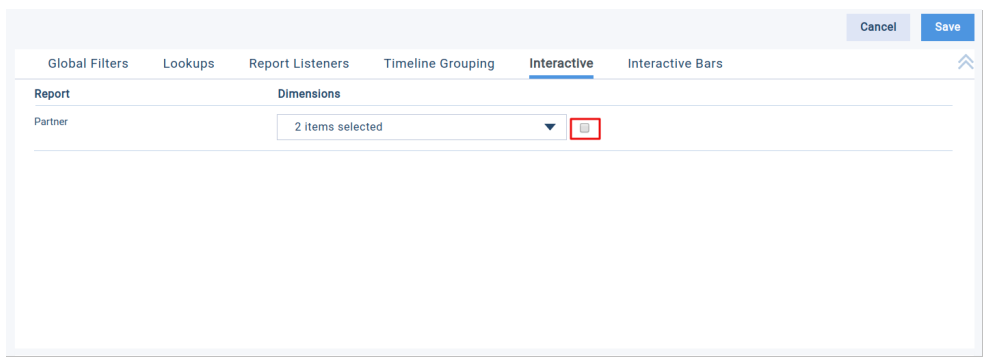 Cancel Save
Global Filters Lookups Report Listeners Timeline Grouping Interactive Interactive Bars
Report Dimensions
Partner 2 items selected